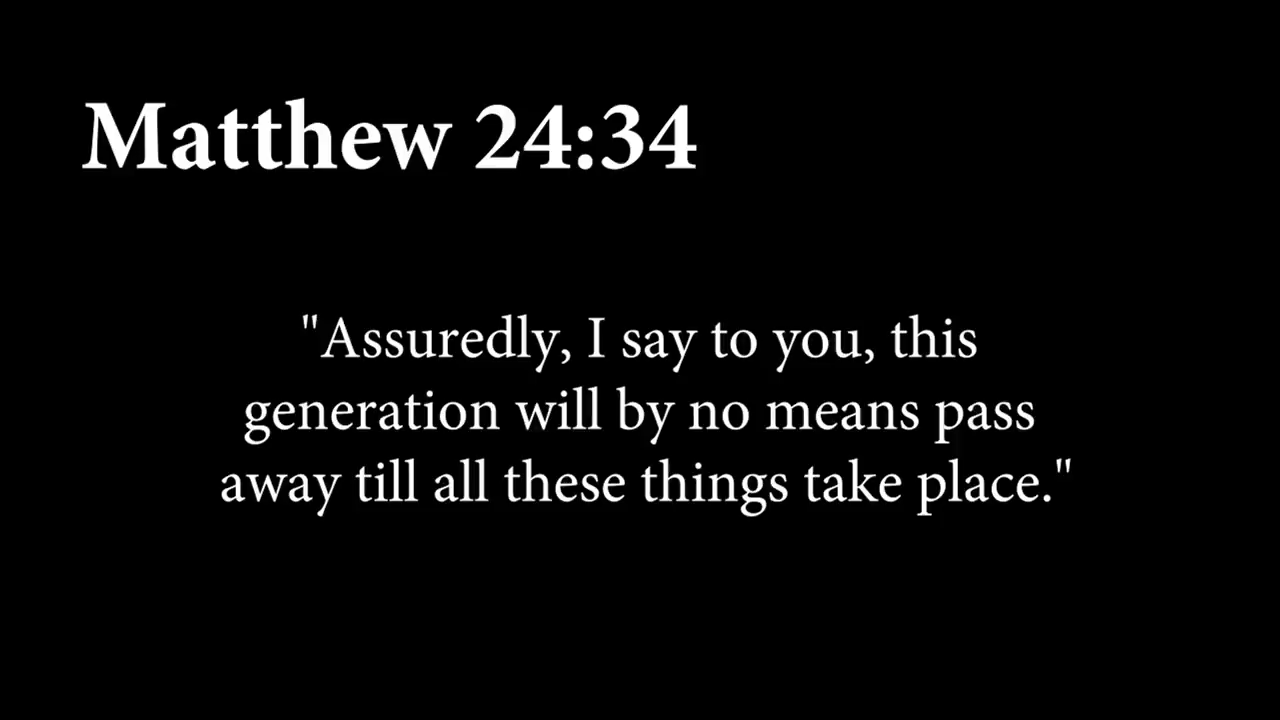 Matthew 24:34
"Assuredly, I say to you, this
generation will by no means pass
away till all these things take place."